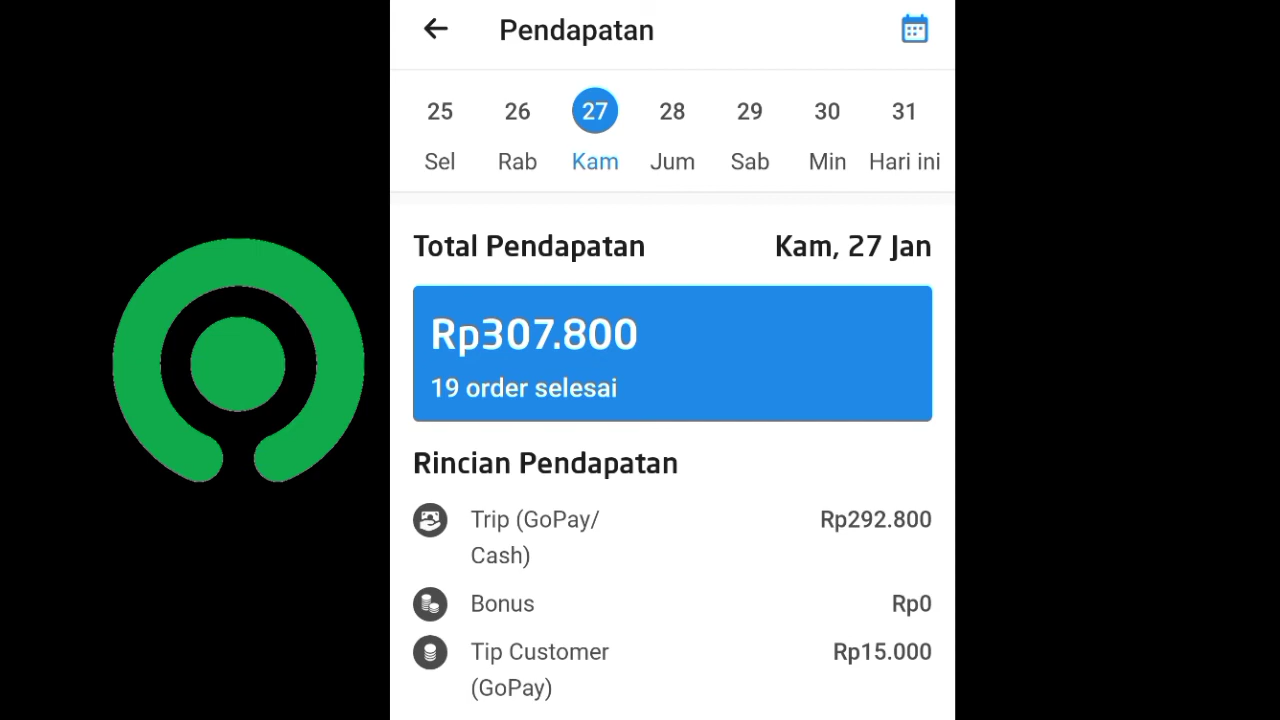 Pendapatan
25 26 27 28 29 30 31
Sel Rab Kam Jum Sab Min Hari ini
Total Pendapatan Kam, 27 Jan
Rp307.800
19 order selesai
Rincian Pendapatan
Trip (GoPay/ Rp292.800
Cash)
Bonus Rp0
Tip Customer Rp15.000
(GoPay)